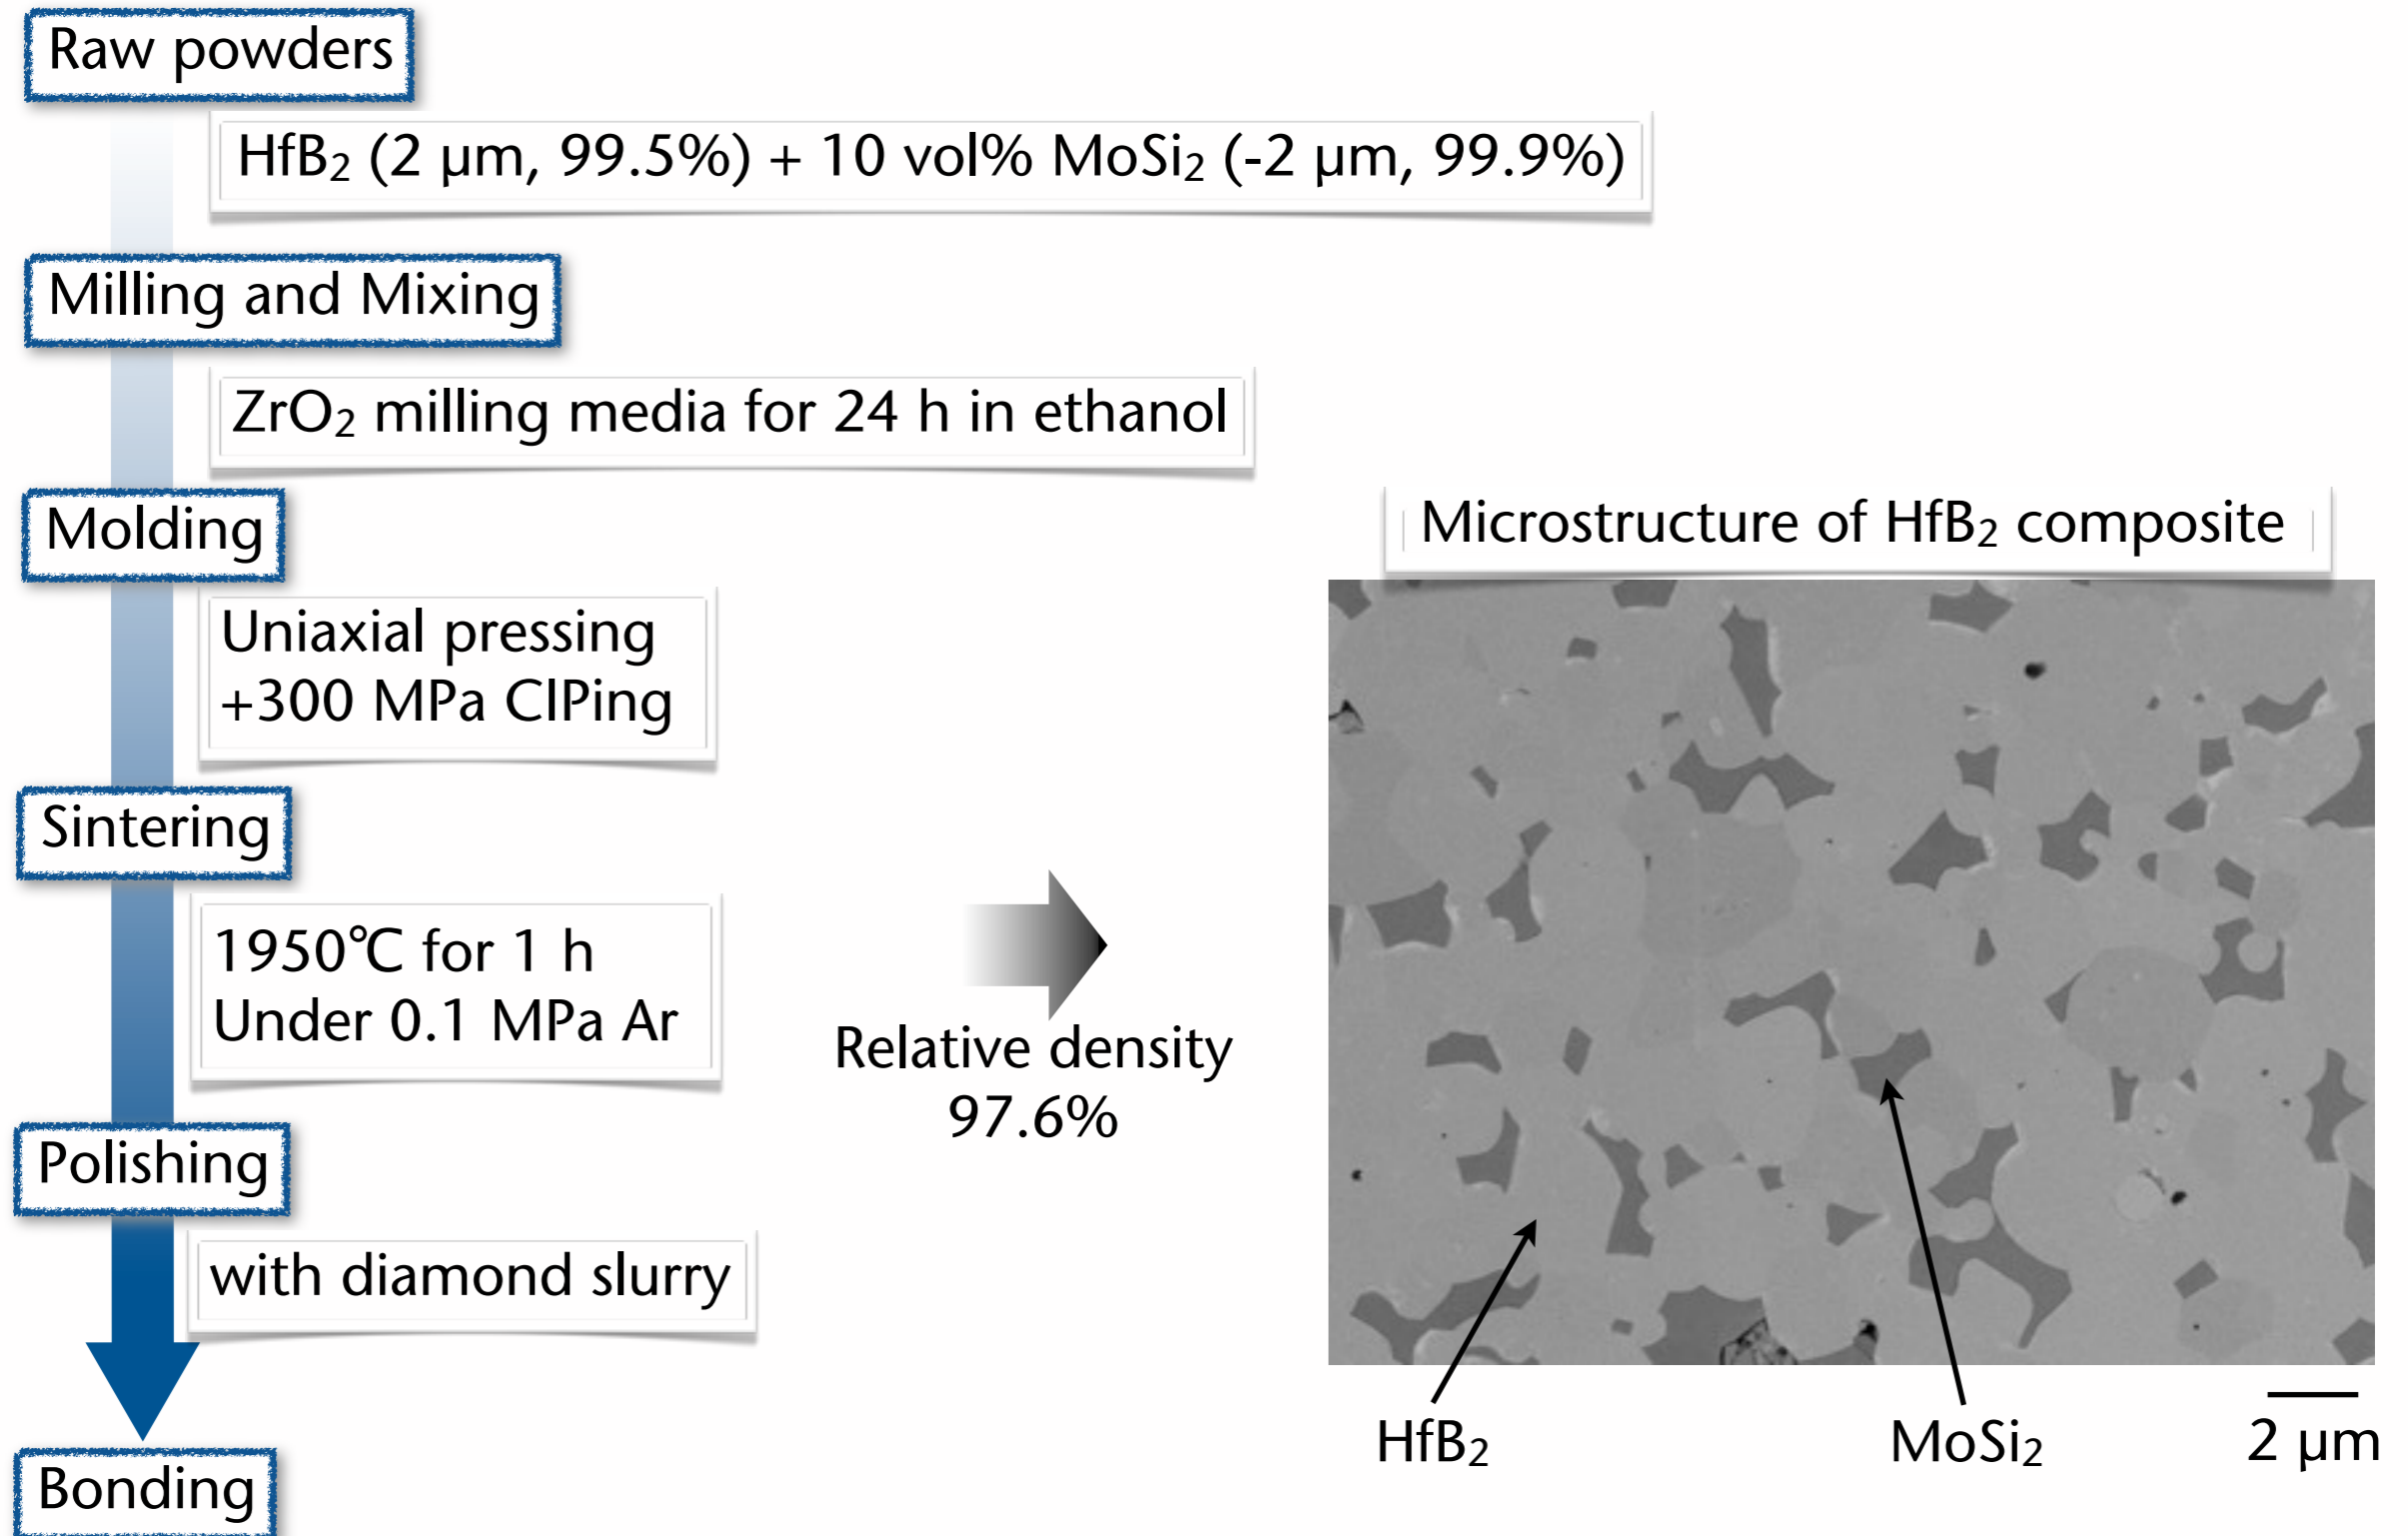 Raw powders
HfB₂ (2 µm, 99.5%) + 10 vol% MoSi₂ (-2 µm, 99.9%)
Milling and Mixing
ZrO₂ milling media for 24 h in ethanol
Molding
Uniaxial pressing
+300 MPa CIPing
Sintering
1950℃ for 1 h
Under 0.1 MPa Ar
Polishing
with diamond slurry
Bonding
Relative density
97.6%
Microstructure of HfB₂ composite
HfB₂
MoSi₂
2 µm